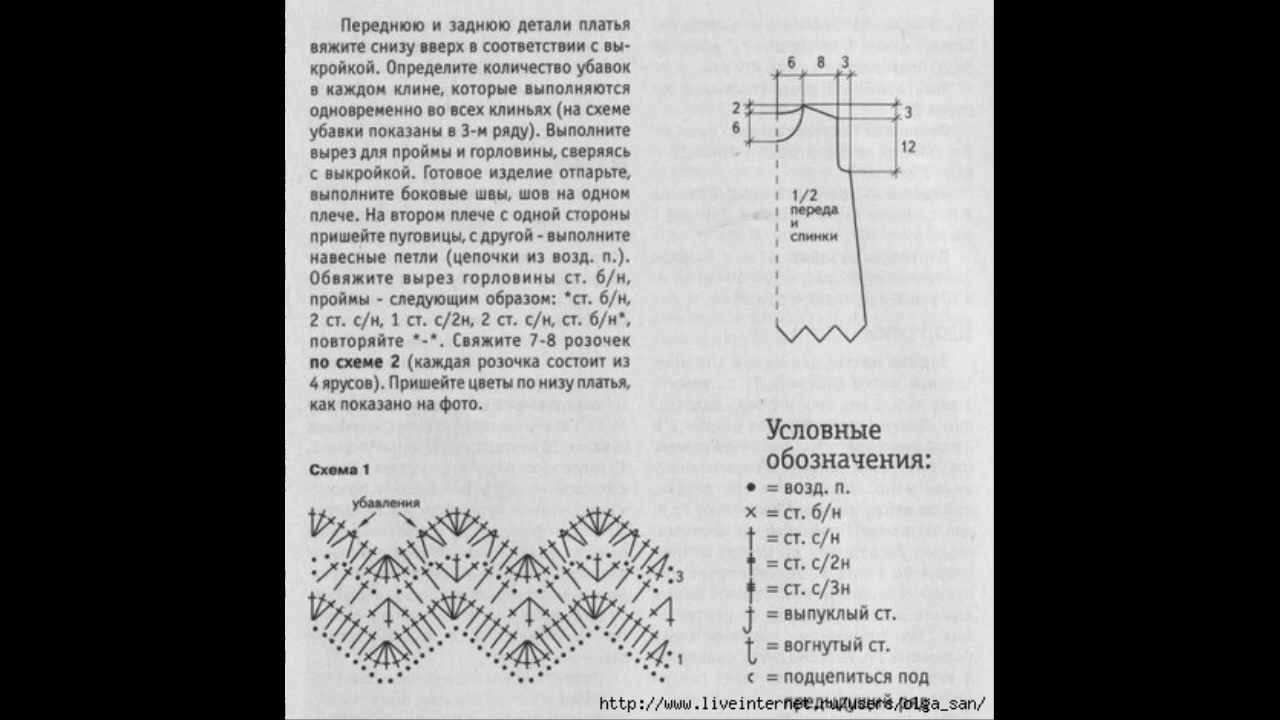 Переднюю и заднюю детали платья
вяжите снизу вверх в соответствии с вы-
кройкой. Определите количество убавок
в каждом клине, которые выполняются
одновременно во всех клиньях (на схеме
убавки показаны в 3-м ряду). Выполните
вырез для проймы и горловины, сверяясь
с выкройкой. Готовое изделие отпарьте,
выполните боковые швы, шов на одном
плече. На втором плече с одной стороны
пришейте пуговицы, с другой - выполните
навесные петли (цепочки из возд. п.).
Обвяжите вырез горловины ст. б/н,
проймы - следующим образом: *ст. б/н,
2 ст. с/н, 1 ст. с/2н, 2 ст. с/н, ст. б/н*,
повторяйте *-*. Свяжите 7-8 розочек
по схеме 2 (каждая розочка состоит из
4 ярусов). Пришейте цветы по низу платья,
как показано на фото.
Схема 1
убавления
3
1
6 8 3
2
6
3
12
1/2
переда
и
спинки
Условные
обозначения:
• = возд. п.
× = ст. б/н
= ст. с/н
= ст. с/2н
= ст. с/3н
= выпуклый ст.
= вогнутый ст.
с = подцепиться под
предыдущий ряд
http://www.liveinternet.ru/users/olga_san/